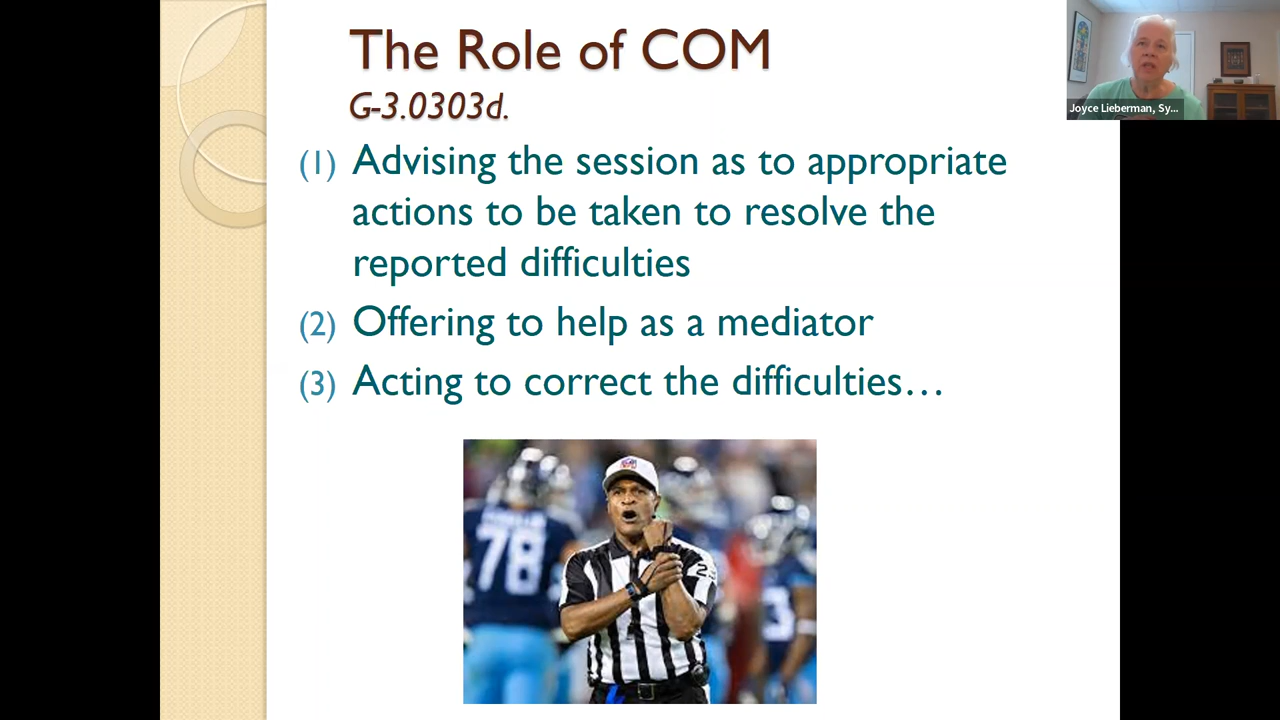 The Role of COM
G-3.0303d.
(1) Advising the session as to appropriate
actions to be taken to resolve the
reported difficulties
(2) Offering to help as a mediator
(3) Acting to correct the difficulties…
Joyce Lieberman, Sy...
78